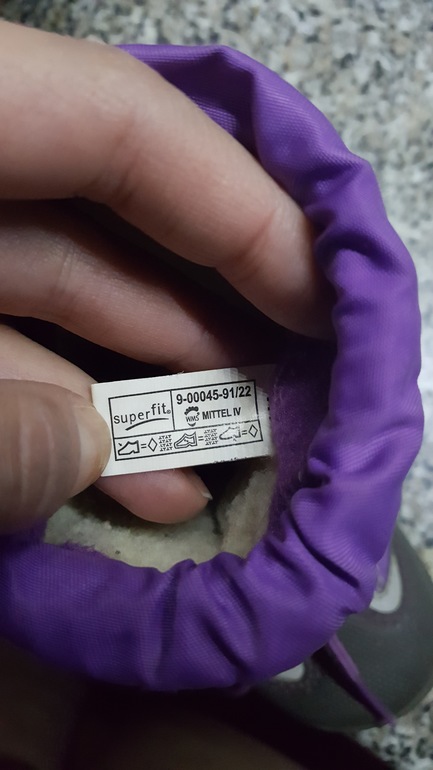 superfit®
9-00045-91/22
WMS MITTEL IV